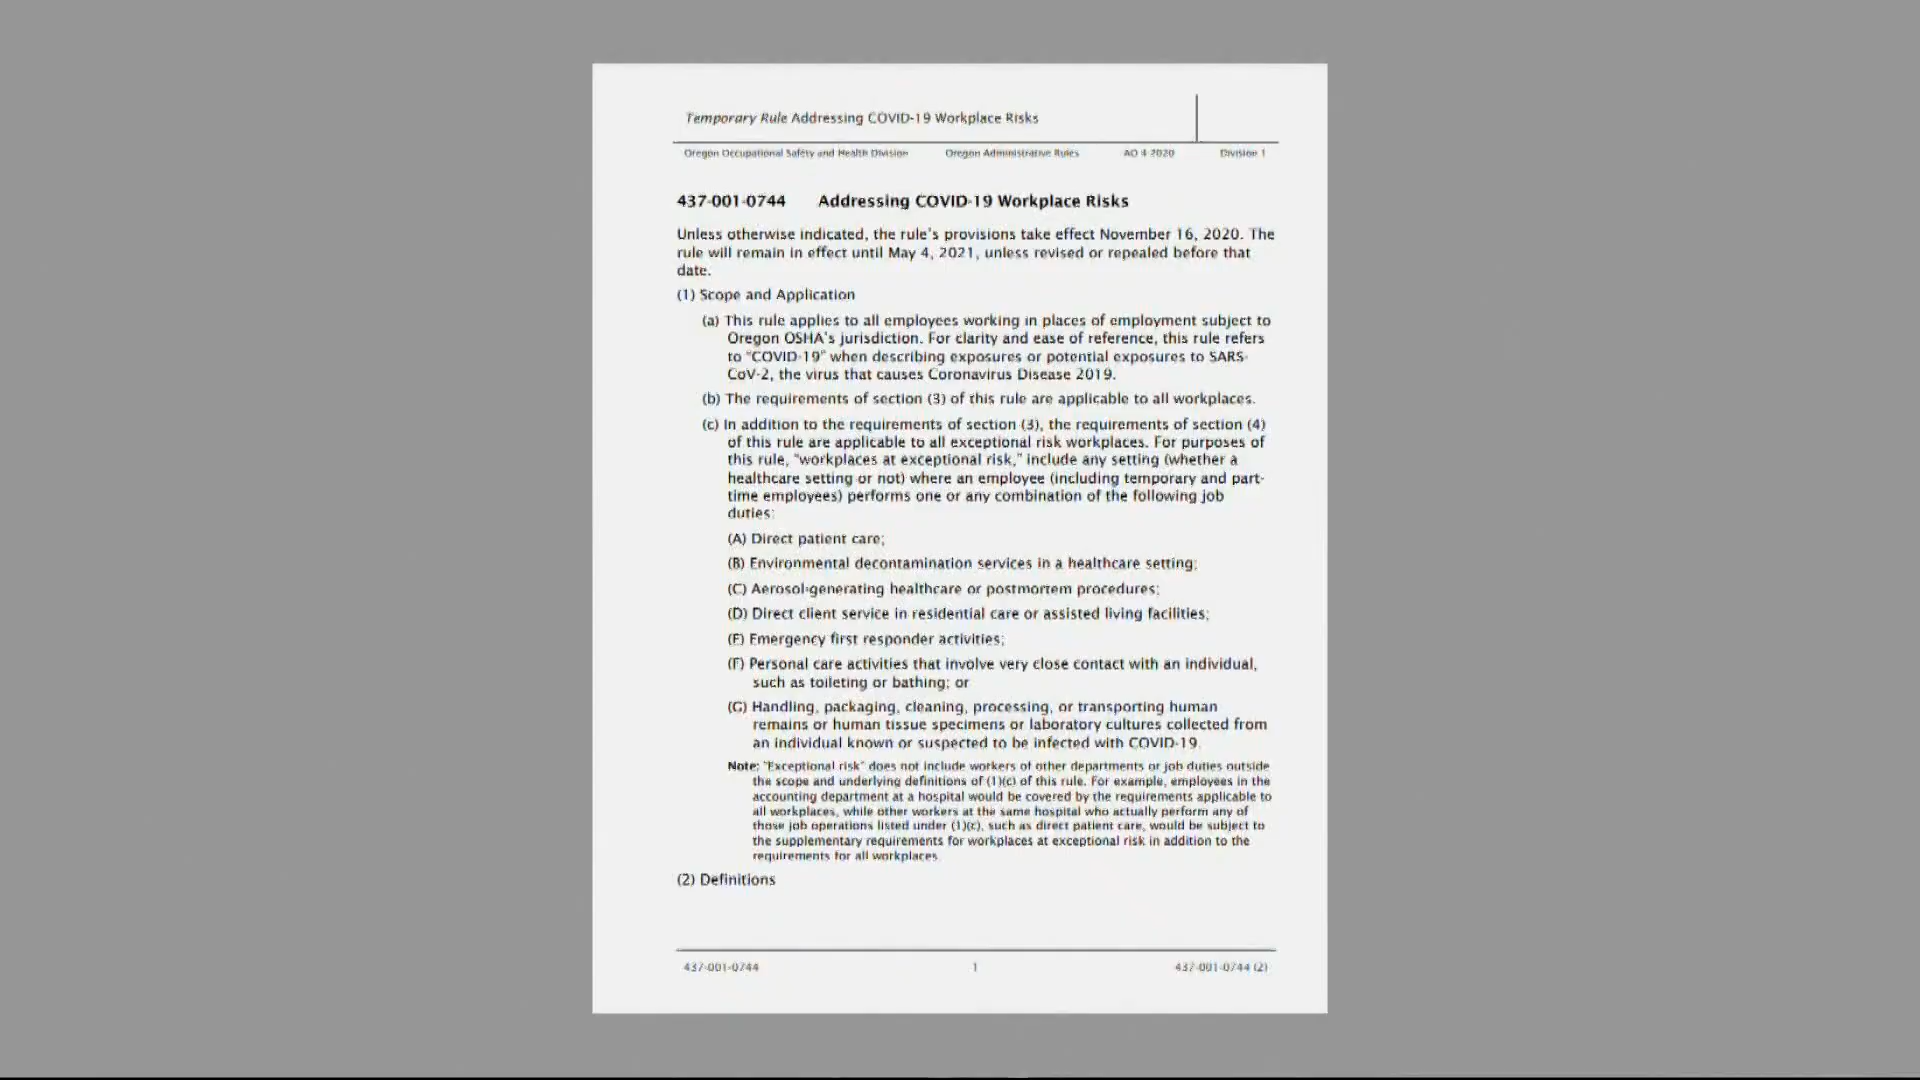 Temporary Rule Addressing COVID-19 Workplace Risks
Oregon Occupational Safety and Health Division Oregon Administrative Rules AO 4-2020 Division 1
437-001-0744 Addressing COVID-19 Workplace Risks
Unless otherwise indicated, the rule's provisions take effect November 16, 2020. The
rule will remain in effect until May 4, 2021, unless revised or repealed before that
date.
(1) Scope and Application
(a) This rule applies to all employees working in places of employment subject to
Oregon OSHA's jurisdiction. For clarity and ease of reference, this rule refers
to "COVID-19" when describing exposures or potential exposures to SARS-
CoV-2, the virus that causes Coronavirus Disease 2019.
(b) The requirements of section (3) of this rule are applicable to all workplaces.
(c) In addition to the requirements of section (3), the requirements of section (4)
of this rule are applicable to all exceptional risk workplaces. For purposes of
this rule, "workplaces at exceptional risk," include any setting (whether a
healthcare setting or not) where an employee (including temporary and part-
time employees) performs one or any combination of the following job
duties:
(A) Direct patient care;
(B) Environmental decontamination services in a healthcare setting;
(C) Aerosol-generating healthcare or postmortem procedures;
(D) Direct client service in residential care or assisted living facilities;
(E) Emergency first responder activities;
(F) Personal care activities that involve very close contact with an individual,
such as toileting or bathing; or
(G) Handling, packaging, cleaning, processing, or transporting human
remains or human tissue specimens or laboratory cultures collected from
an individual known or suspected to be infected with COVID-19.
Note: "Exceptional risk" does not include workers of other departments or job duties outside
the scope and underlying definitions of (1)(c) of this rule. For example, employees in the
accounting department at a hospital would be covered by the requirements applicable to
all workplaces, while other workers at the same hospital who actually perform any of
those job operations listed under (1)(c), such as direct patient care, would be subject to
the supplementary requirements for workplaces at exceptional risk in addition to the
requirements for all workplaces.
(2) Definitions
437-001-0744 1 437-001-0744 (2)